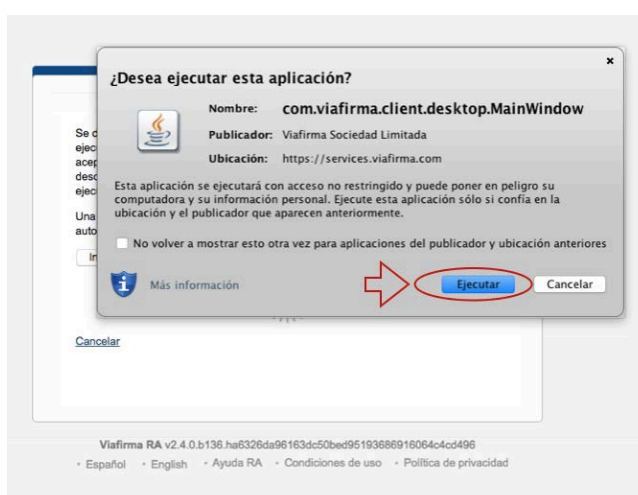 ¿Desea ejecutar esta aplicación?
Nombre: com.viafirma.client.desktop.MainWindow
Publicador: Viafirma Sociedad Limitada
Ubicación: https://services.viafirma.com
Esta aplicación se ejecutará con acceso no restringido y puede poner en peligro su
computadora y su información personal. Ejecute esta aplicación sólo si confía en la
ubicación y el publicador que aparecen anteriormente.
No volver a mostrar esto otra vez para aplicaciones del publicador y ubicación anteriores
Más información
Ejecutar Cancelar
Una
Cancelar
Viafirma RA v2.4.0.b136.ha6326da96163dc50bed95193686916064c4cd496
· Español · English · Ayuda RA · Condiciones de uso · Política de privacidad